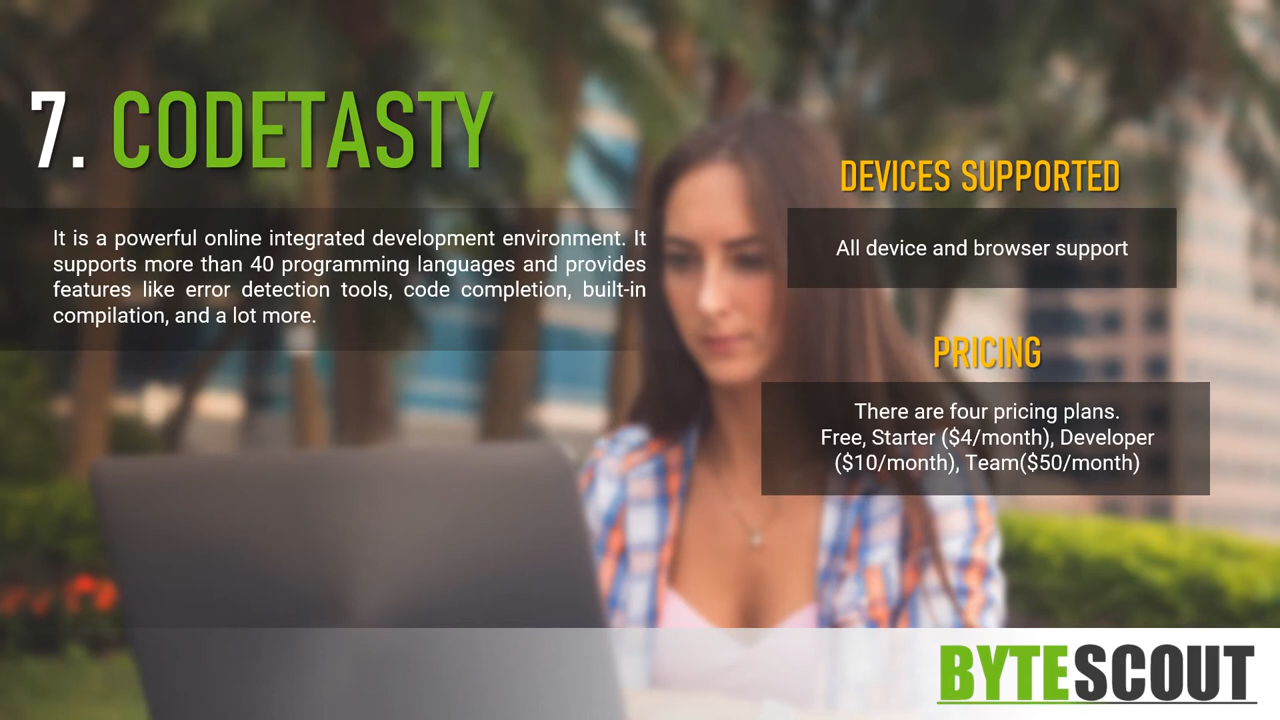 7. CODETASTY
It is a powerful online integrated development environment. It
supports more than 40 programming languages and provides
features like error detection tools, code completion, built-in
compilation, and a lot more.
DEVICES SUPPORTED
All device and browser support
PRICING
There are four pricing plans.
Free, Starter ($4/month), Developer
($10/month), Team($50/month)
BYTESCOUT